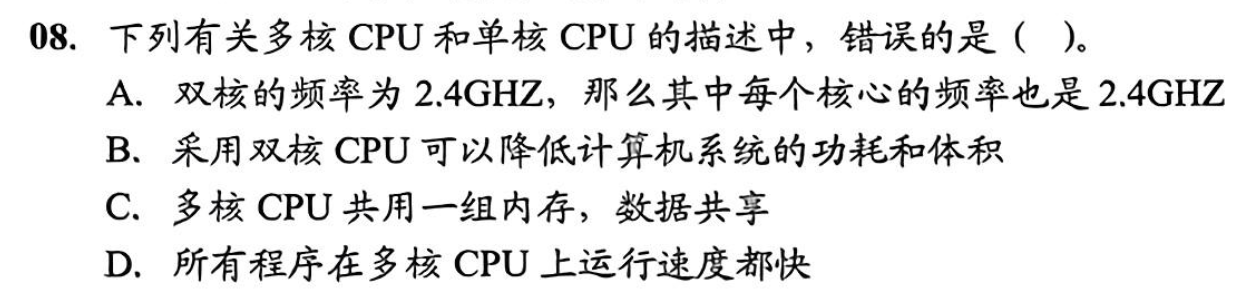 08. 下列有关多核 CPU 和单核 CPU 的描述中，错误的是（ ）。
A. 双核的频率为 2.4GHZ，那么其中每个核心的频率也是 2.4GHZ
B. 采用双核 CPU 可以降低计算机系统的功耗和体积
C. 多核 CPU 共用一组内存，数据共享
D. 所有程序在多核 CPU 上运行速度都快